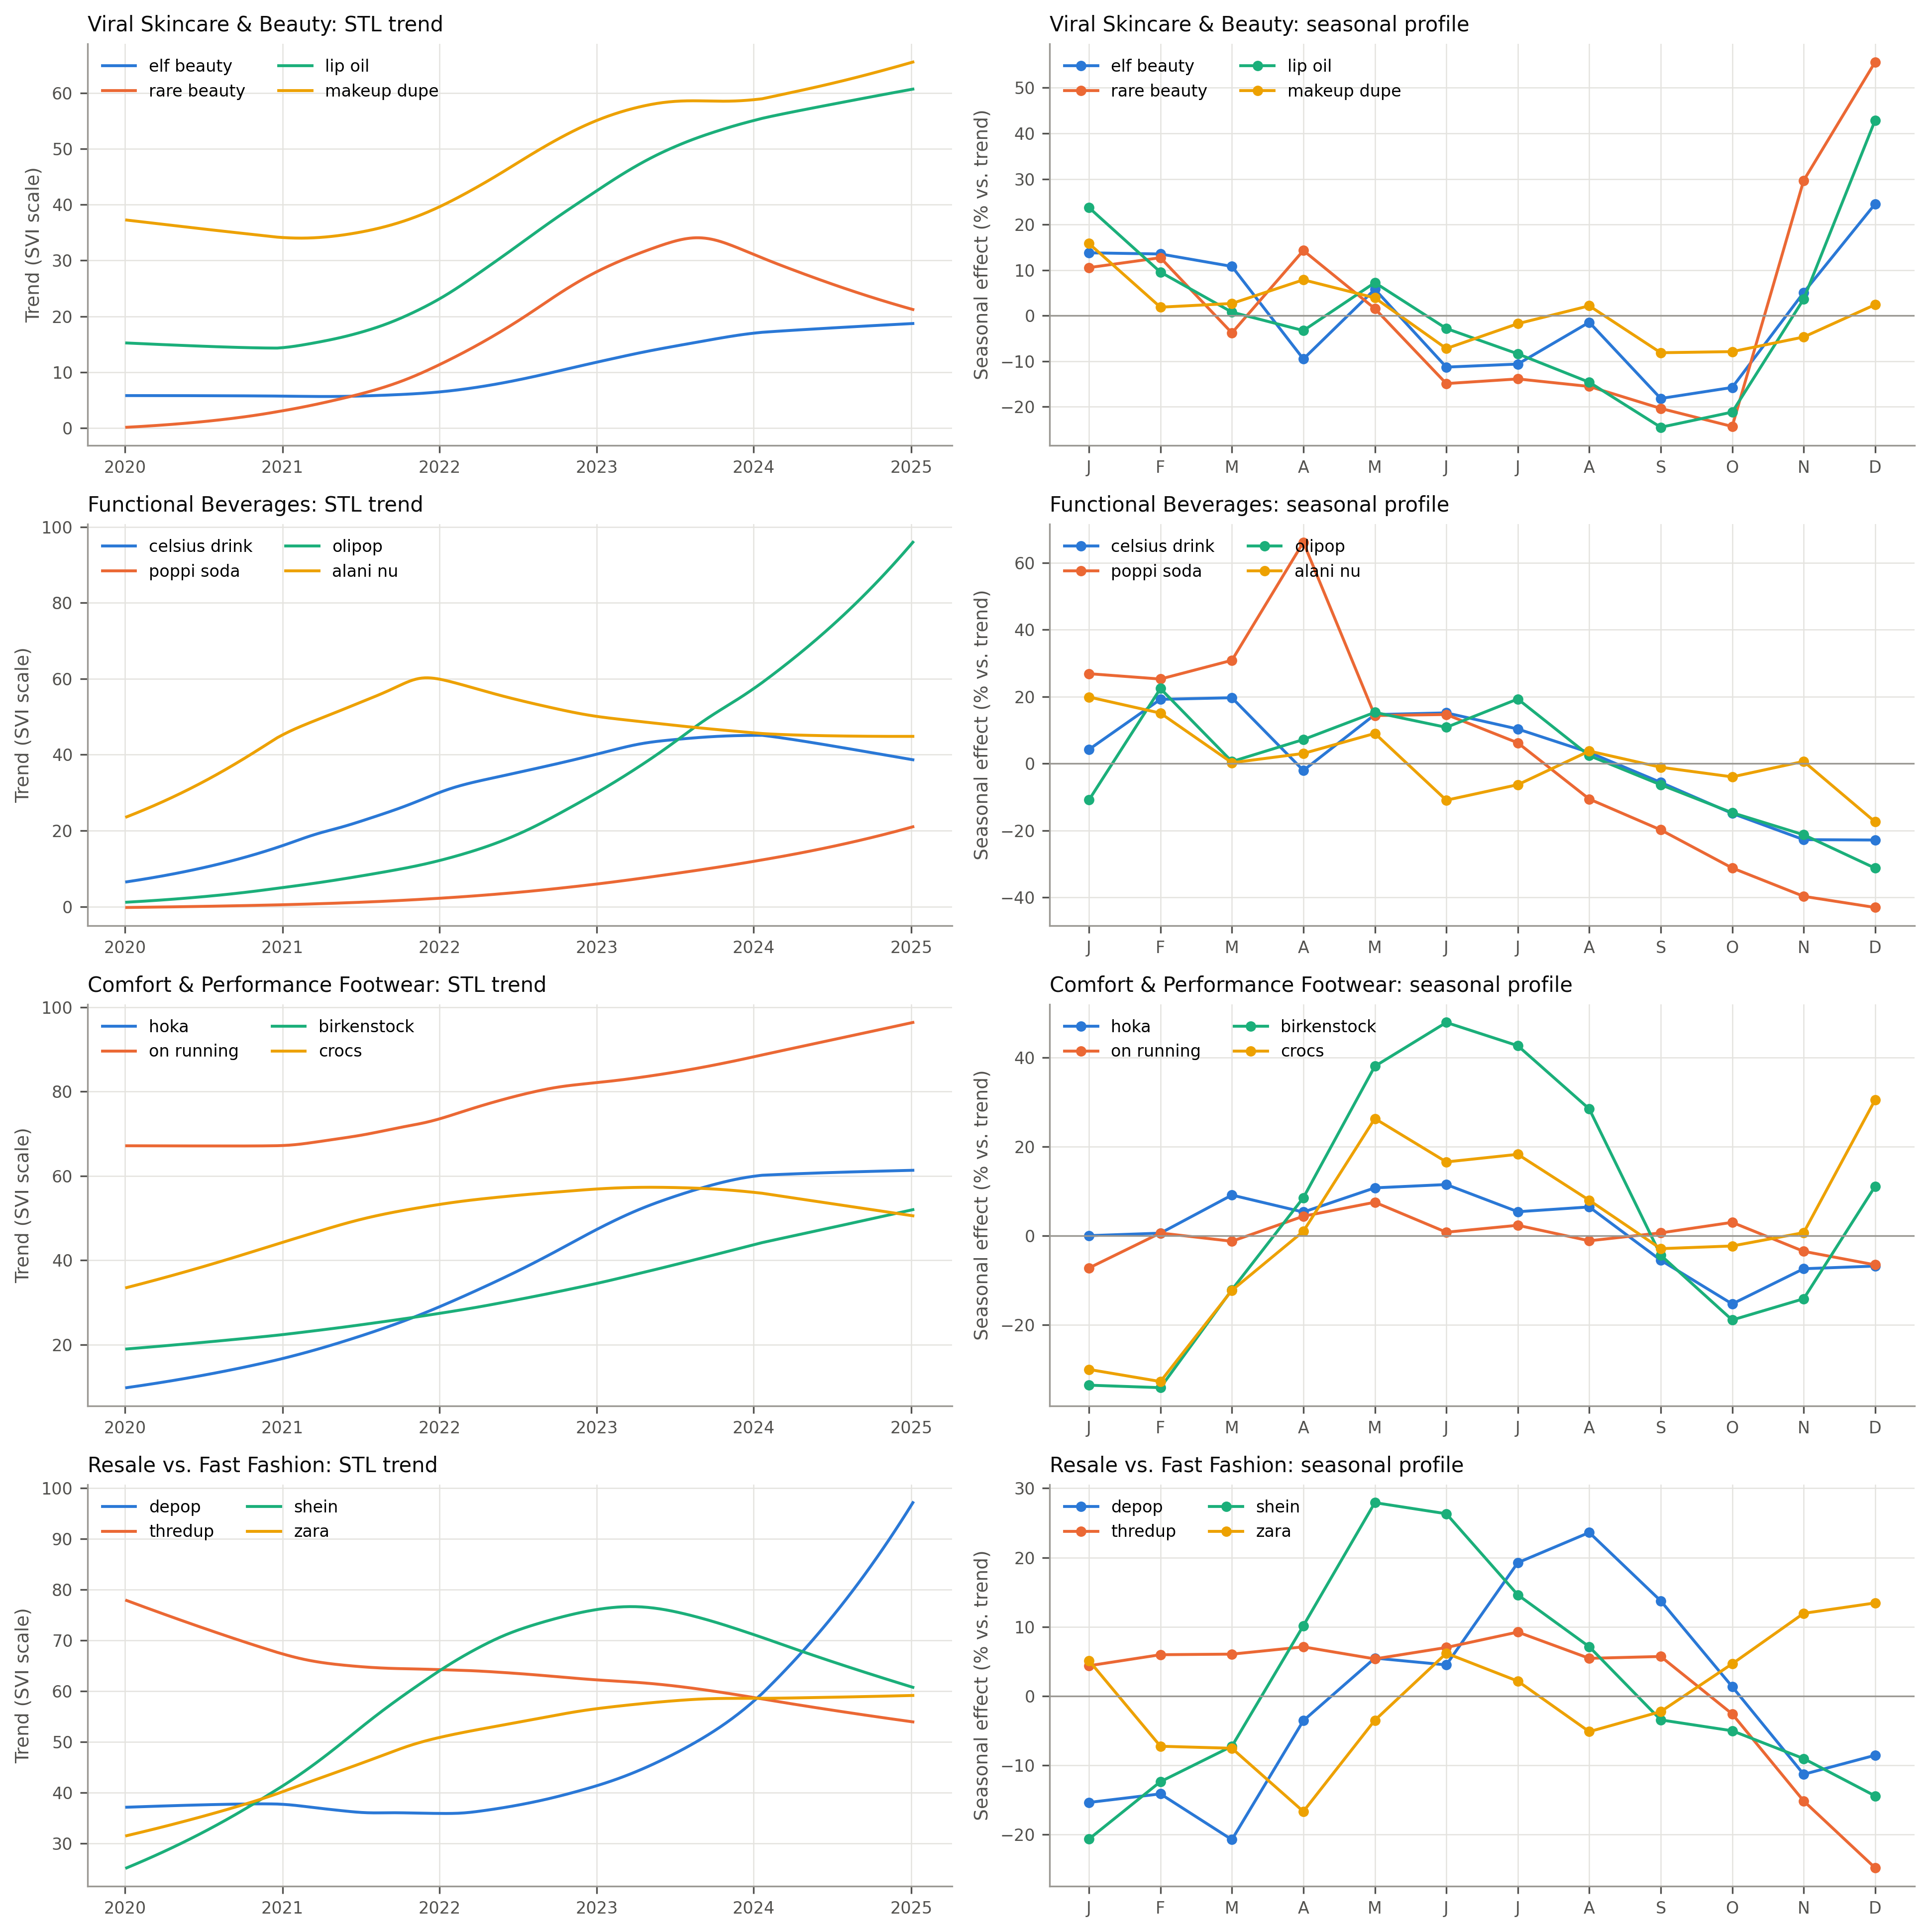 Viral Skincare & Beauty: STL trend
Trend (SVI scale)
elf beauty
rare beauty
lip oil
makeup dupe
60
50
40
30
20
10
0
2020 2021 2022 2023 2024 2025
Viral Skincare & Beauty: seasonal profile
Seasonal effect (% vs. trend)
elf beauty
rare beauty
lip oil
makeup dupe
50
40
30
20
10
0
−10
−20
J F M A M J J A S O N D
Functional Beverages: STL trend
Trend (SVI scale)
celsius drink
poppi soda
olipop
alani nu
100
80
60
40
20
0
2020 2021 2022 2023 2024 2025
Functional Beverages: seasonal profile
Seasonal effect (% vs. trend)
celsius drink
poppi soda
olipop
alani nu
60
40
20
0
−20
−40
J F M A M J J A S O N D
Comfort & Performance Footwear: STL trend
Trend (SVI scale)
hoka
on running
birkenstock
crocs
100
80
60
40
20
2020 2021 2022 2023 2024 2025
Comfort & Performance Footwear: seasonal profile
Seasonal effect (% vs. trend)
hoka
on running
birkenstock
crocs
40
20
0
−20
J F M A M J J A S O N D
Resale vs. Fast Fashion: STL trend
Trend (SVI scale)
depop
thredup
shein
zara
100
90
80
70
60
50
40
30
2020 2021 2022 2023 2024 2025
Resale vs. Fast Fashion: seasonal profile
Seasonal effect (% vs. trend)
depop
thredup
shein
zara
30
20
10
0
−10
−20
J F M A M J J A S O N D